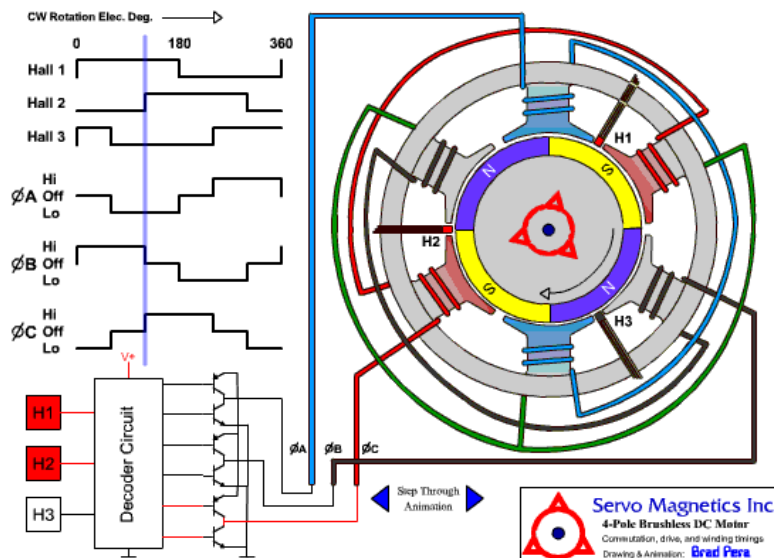 CW Rotation Elec. Deg.
0 180 360
Hall 1
Hall 2
Hall 3
ØA Hi Off Lo
ØB Hi Off Lo
ØC Hi Off Lo
V+
H1
H2
H3
Decoder Circuit
ØA ØB ØC
H1
H2
H3
N
S
N
S
Step Through
Animation
Servo Magnetics Inc
4-Pole Brushless DC Motor
Commutation, drive, and winding timings
Drawing & Animation: Brad Pera